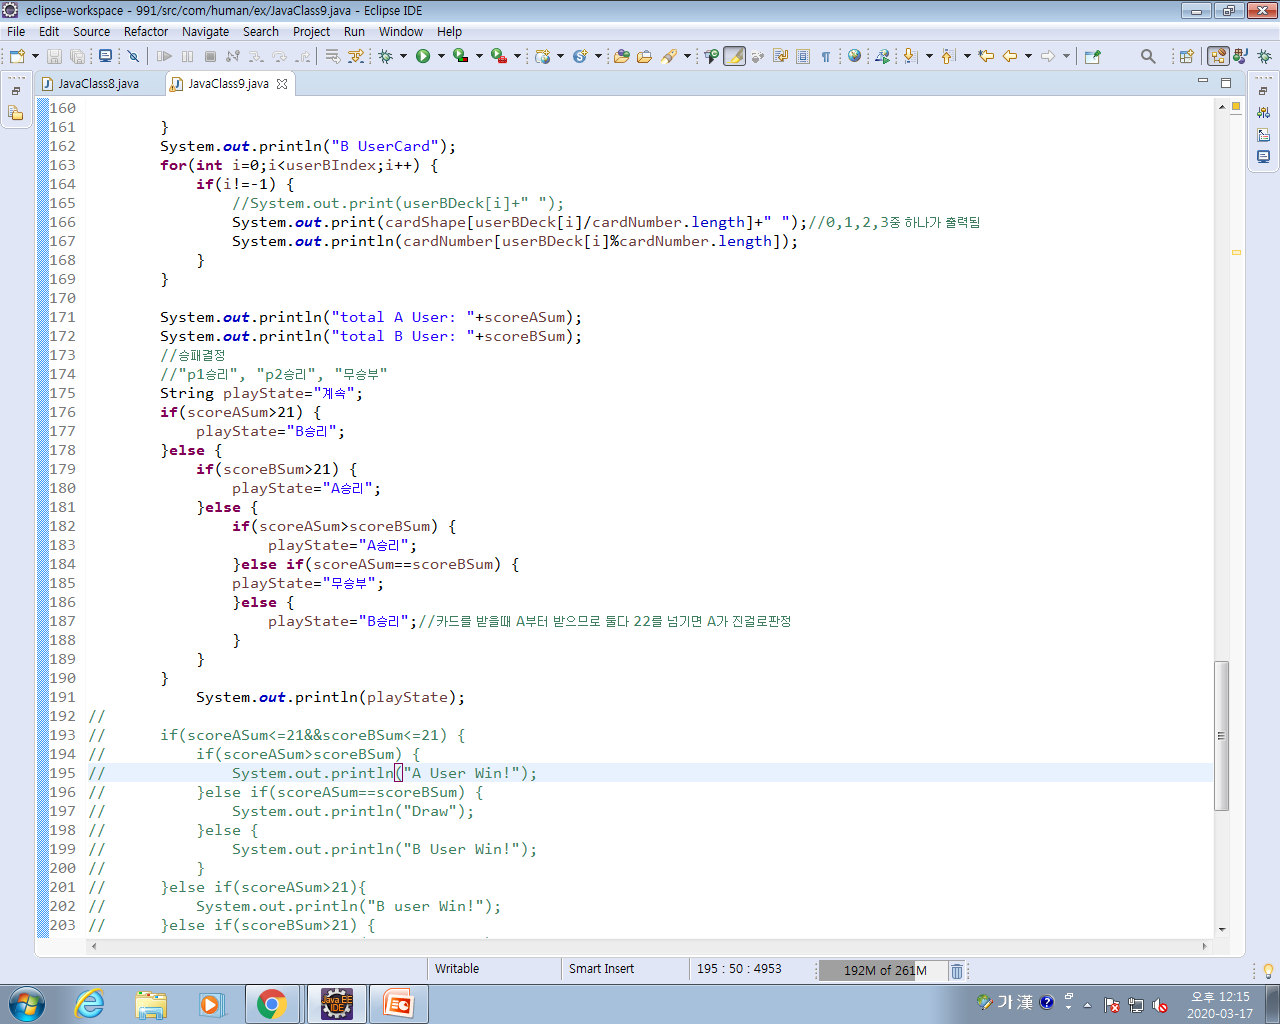 eclipse-workspace - 991/src/com/human/ex/JavaClass9.java - Eclipse IDE
File Edit Source Refactor Navigate Search Project Run Window Help
JavaClass8.java JavaClass9.java
160
161 }
162 System.out.println("B UserCard");
163 for(int i=0;i<userBIndex;i++) {
164 if(i!=-1) {
165 //System.out.print(userBDeck[i]+" ");
166 System.out.print(cardShape[userBDeck[i]/cardNumber.length]+" ");//0,1,2,3중 하나가 출력됨
167 System.out.println(cardNumber[userBDeck[i]%cardNumber.length]);
168 }
169 }
170
171 System.out.println("total A User: "+scoreASum);
172 System.out.println("total B User: "+scoreBSum);
173 //승패결정
174 //"p1승리", "p2승리", "무승부"
175 String playState="계속";
176 if(scoreASum>21) {
177 playState="B승리";
178 }else {
179 if(scoreBSum>21) {
180 playState="A승리";
181 }else {
182 if(scoreASum>scoreBSum) {
183 playState="A승리";
184 }else if(scoreASum==scoreBSum) {
185 playState="무승부";
186 }else {
187 playState="B승리";//카드를 받을때 A부터 받으므로 둘다 22를 넘기면 A가 진걸로판정
188 }
189 }
190 }
191 System.out.println(playState);
192 //
193 // if(scoreASum<=21&&scoreBSum<=21) {
194 // if(scoreASum>scoreBSum) {
195 // System.out.println("A User Win!");
196 // }else if(scoreASum==scoreBSum) {
197 // System.out.println("Draw");
198 // }else {
199 // System.out.println("B User Win!");
200 // }
201 // }else if(scoreASum>21){
202 // System.out.println("B user Win!");
203 // }else if(scoreBSum>21) {
Writable Smart Insert 195 : 50 : 4953 192M of 261M
Java EE IDE 가 漢 오후 12:15
2020-03-17